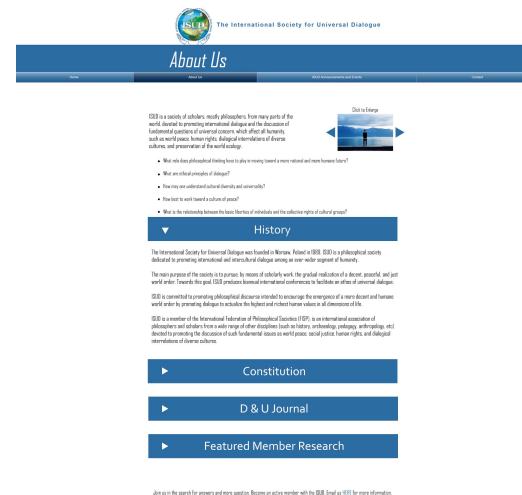 ISUD
The International Society for Universal Dialogue
About Us
Home
About Us
ISUD Announcements and Events
Contact
Click to Enlarge
ISUD is a society of scholars, mostly philosophers, from many parts of the
world, devoted to promoting international dialogue and the discussion of
fundamental questions of universal concern, which effect all humanity,
such as world peace, human rights, dialogical interrelations of diverse
cultures, and preservation of the world ecology.
What role does philosophical thinking have to play in moving toward a more rational and more humane future?
What are ethical principles of dialogue?
How may one understand cultural diversity and universality?
How best to work toward a culture of peace?
What is the relationship between the basic liberties of individuals and the collective rights of cultural groups?
History
The International Society for Universal Dialogue was founded in Warsaw, Poland in 1989. ISUD is a philosophical society
dedicated to promoting international and intercultural dialogue among an ever-wider segment of humanity.
The main purpose of the society is to pursue, by means of scholarly work, the gradual realization of a decent, peaceful, and just
world order. Towards this goal, ISUD produces biennial international conferences to facilitate an ethos of universal dialogue.
ISUD is committed to promoting philosophical discourse intended to encourage the emergence of a more decent and humane
world order by promoting dialogue to actualize the highest and richest human values in all dimensions of life.
ISUD is a member of the International Federation of Philosophical Societies (FISP), is an international association of
philosophers and scholars from a wide range of other disciplines (such as history, archeology, pedagogy, anthropology, etc)
devoted to promoting the discussion of such fundamental issues as world peace, social justice, human rights, and dialogical
interrelations of diverse cultures.
Constitution
D & U Journal
Featured Member Research
Join us in the search for answers and more question. Become an active member with the ISUD. Email us HERE for more information.